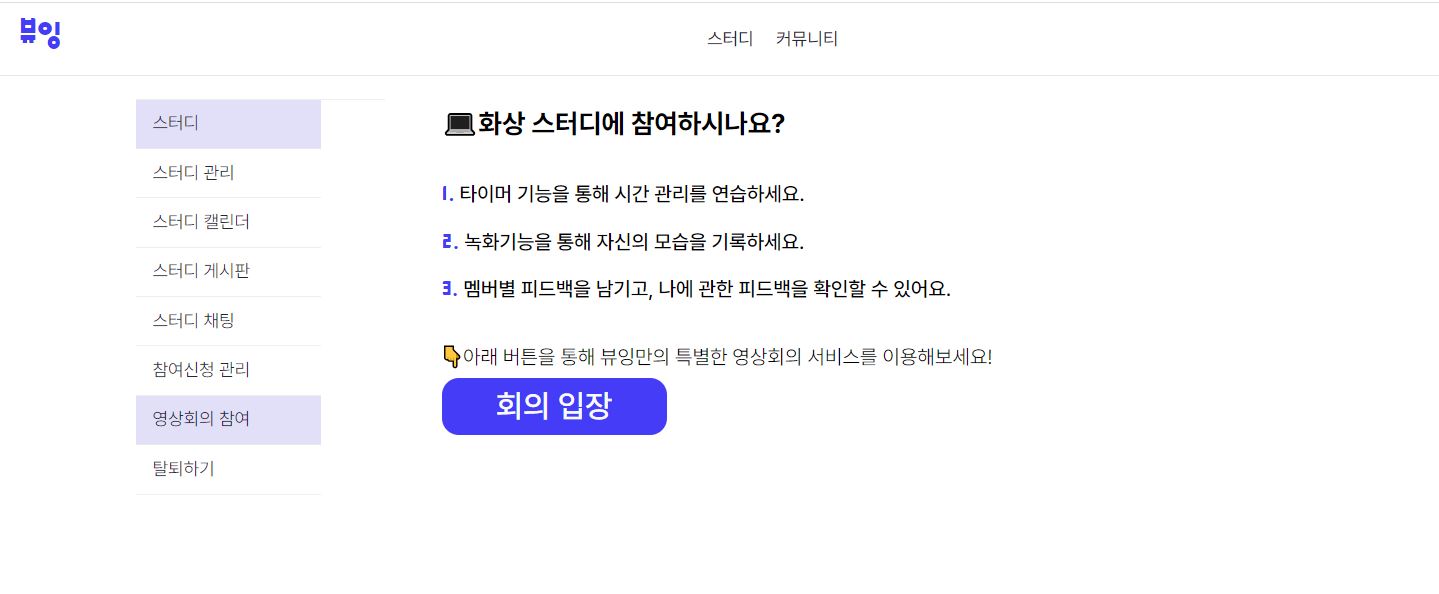 뷰잉
스터디 커뮤니티
스터디
스터디 관리
스터디 캘린더
스터디 게시판
스터디 채팅
참여신청 관리
영상회의 참여
탈퇴하기
화상 스터디에 참여하시나요?
1. 타이머 기능을 통해 시간 관리를 연습하세요.
2. 녹화기능을 통해 자신의 모습을 기록하세요.
3. 멤버별 피드백을 남기고, 나에 관한 피드백을 확인할 수 있어요.
아래 버튼을 통해 뷰잉만의 특별한 영상회의 서비스를 이용해보세요!
회의 입장